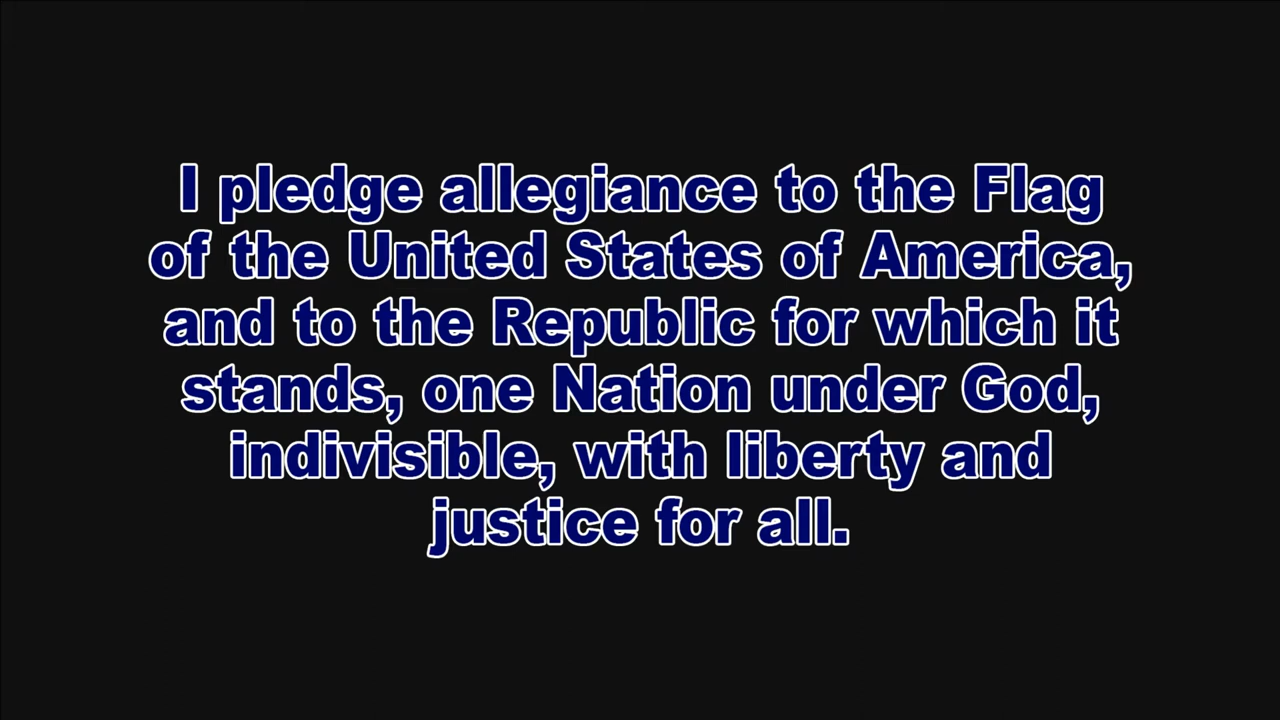 I pledge allegiance to the Flag
of the United States of America,
and to the Republic for which it
stands, one Nation under God,
indivisible, with liberty and
justice for all.